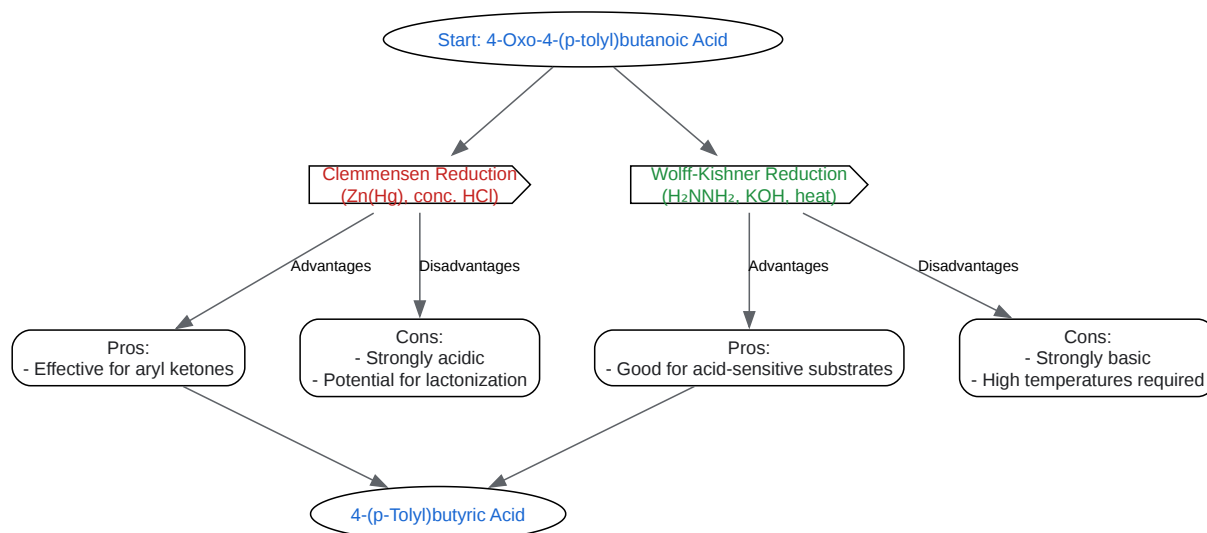 Start: 4-Oxo-4-(p-tolyl)butanoic Acid
Clemmensen Reduction
(Zn(Hg), conc. HCl)
Wolff-Kishner Reduction
(H₂NNH₂, KOH, heat)
Advantages
Disadvantages
Advantages
Disadvantages
Pros:
- Effective for aryl ketones
Cons:
- Strongly acidic
- Potential for lactonization
Pros:
- Good for acid-sensitive substrates
Cons:
- Strongly basic
- High temperatures required
4-(p-Tolyl)butyric Acid